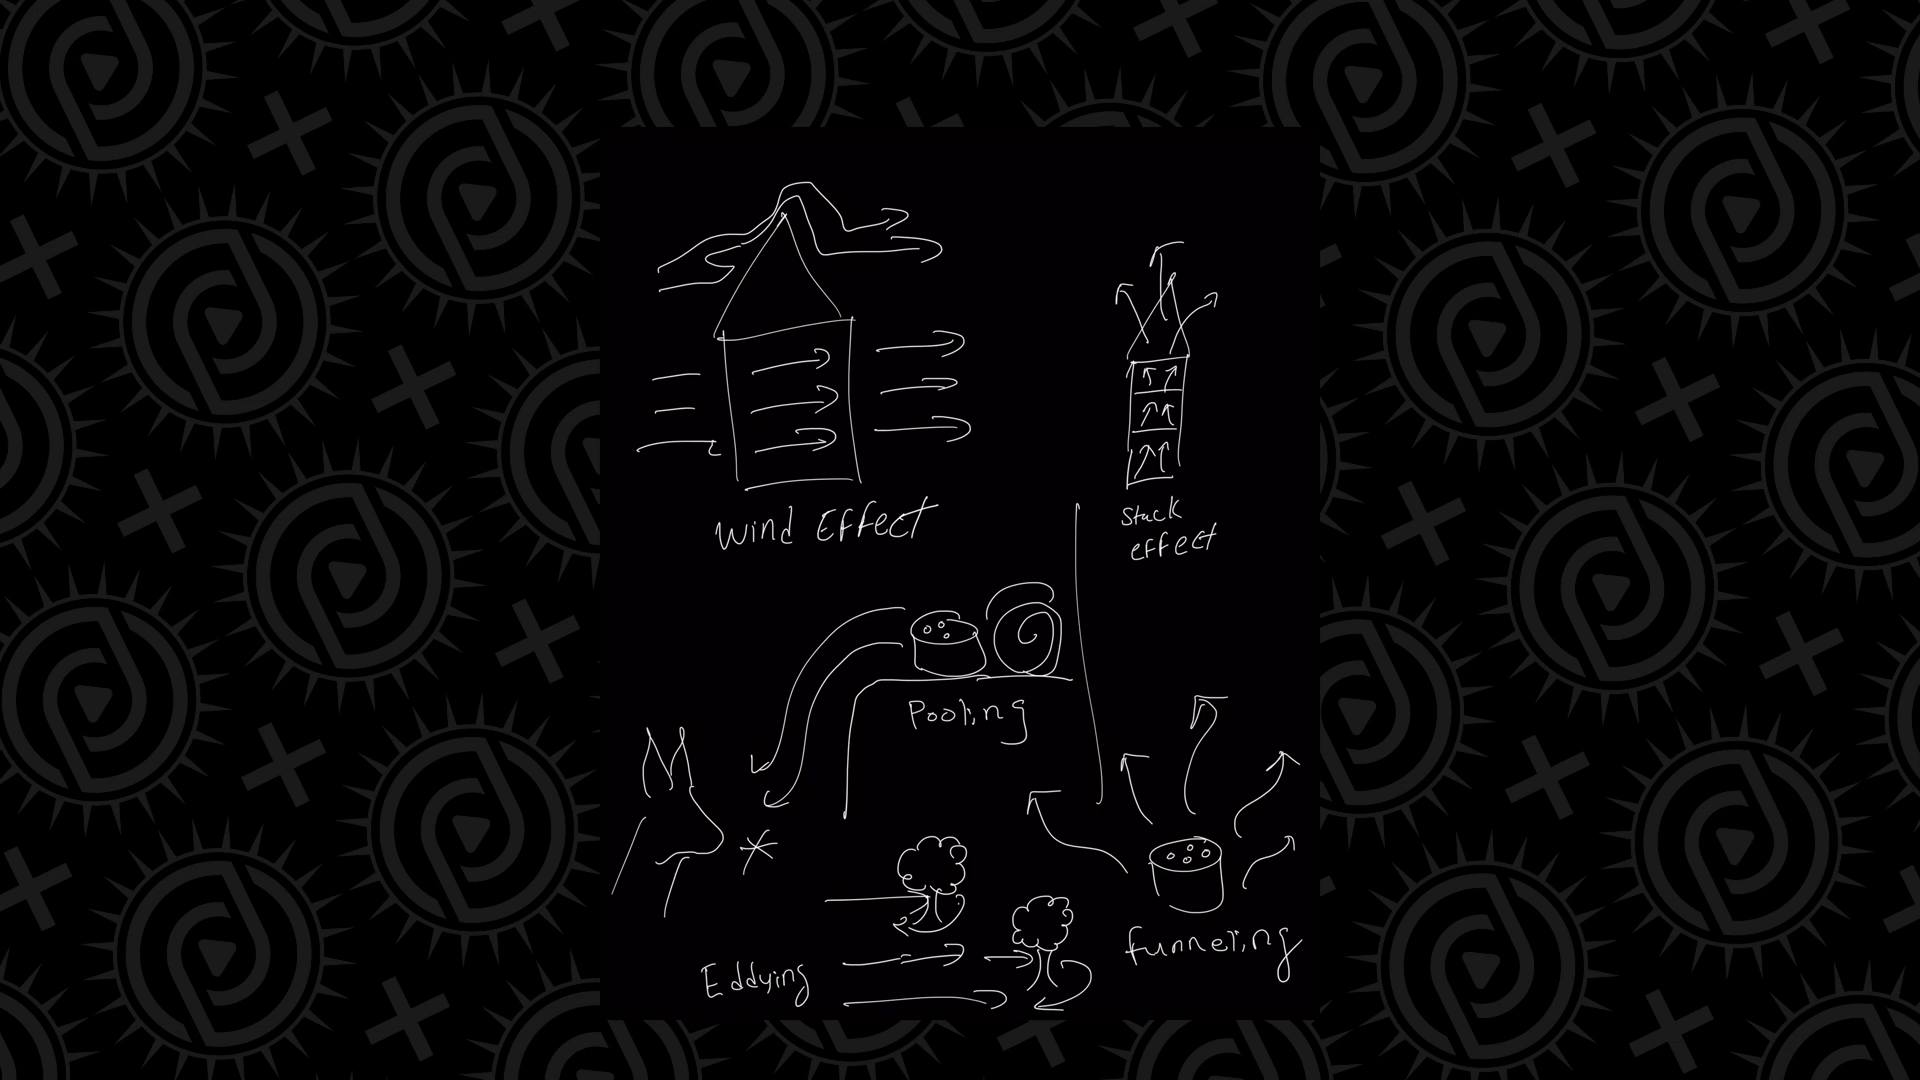 Wind Effect
Stack
effect
Pooling
funneling
Eddying